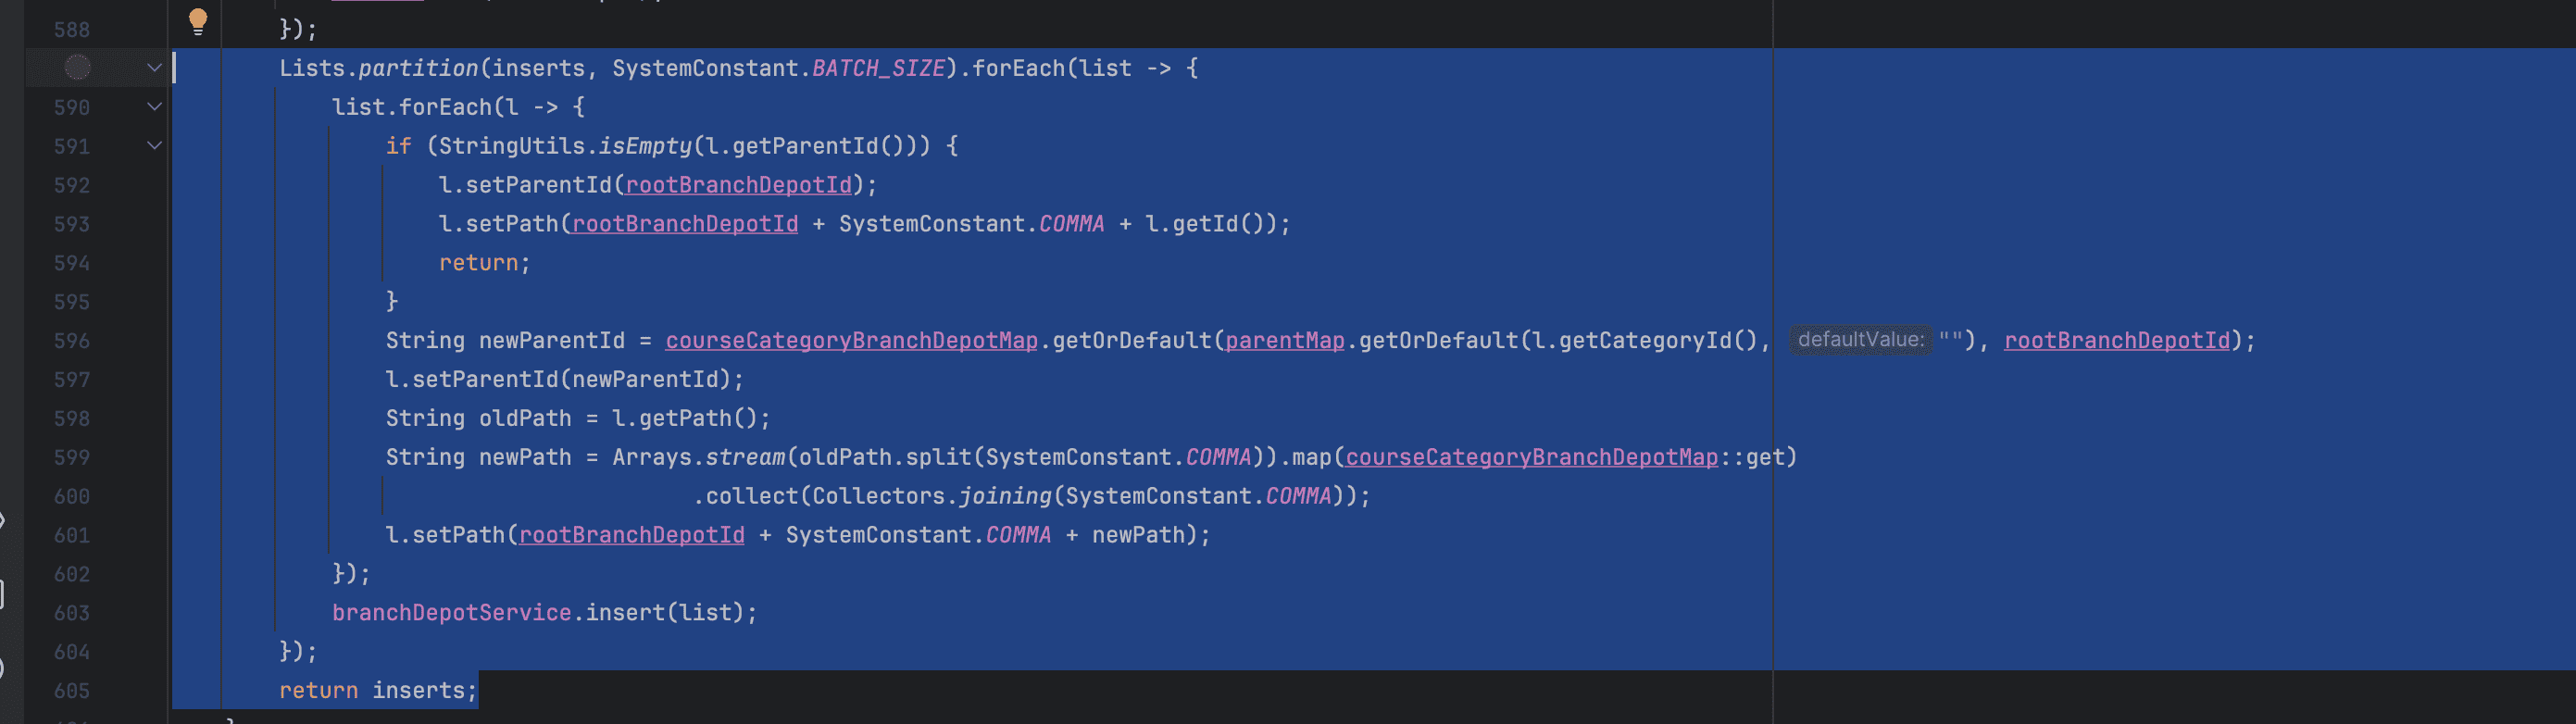 588 });
Lists.partition(inserts, SystemConstant.BATCH_SIZE).forEach(list -> {
590 list.forEach(l -> {
591 if (StringUtils.isEmpty(l.getParentId())) {
592 l.setParentId(rootBranchDepotId);
593 l.setPath(rootBranchDepotId + SystemConstant.COMMA + l.getId());
594 return;
595 }
596 String newParentId = courseCategoryBranchDepotMap.getOrDefault(parentMap.getOrDefault(l.getCategoryId(), defaultValue: ""), rootBranchDepotId);
597 l.setParentId(newParentId);
598 String oldPath = l.getPath();
599 String newPath = Arrays.stream(oldPath.split(SystemConstant.COMMA)).map(courseCategoryBranchDepotMap::get)
600 .collect(Collectors.joining(SystemConstant.COMMA));
601 l.setPath(rootBranchDepotId + SystemConstant.COMMA + newPath);
602 });
603 branchDepotService.insert(list);
604 });
605 return inserts;